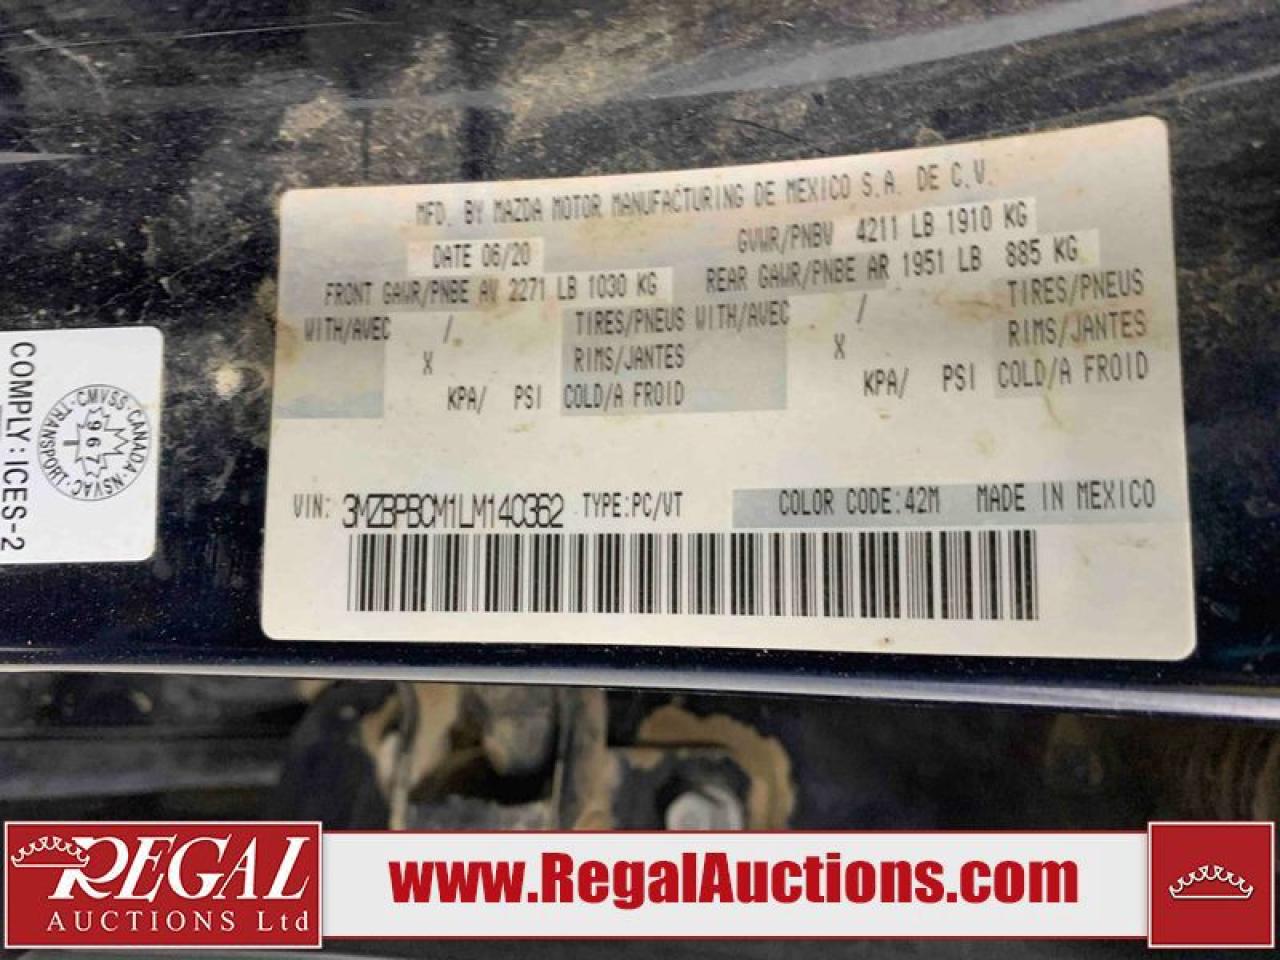 MFD. BY MAZDA MOTOR MANUFACTURING DE MEXICO S.A. DE C.V.
DATE 06/20 GVWR/PNBV 4211 LB 1910 KG
FRONT GAWR/PNBE AV 2271 LB 1030 KG REAR GAWR/PNBE AR 1951 LB 885 KG
WITH/AVEC / TIRES/PNEUS WITH/AVEC / TIRES/PNEUS
X RIMS/JANTES X RIMS/JANTES
KPA/ PSI COLD/A FROID KPA/ PSI COLD/A FROID
VIN: 3MZBPBCM1LM140362 TYPE:PC/VT COLOR CODE:42M MADE IN MEXICO
COMPLY:ICES-2
CMVSS·CANADA·NSVAC·TRANSPORT·
1967
REGAL
AUCTIONS Ltd
www.RegalAuctions.com